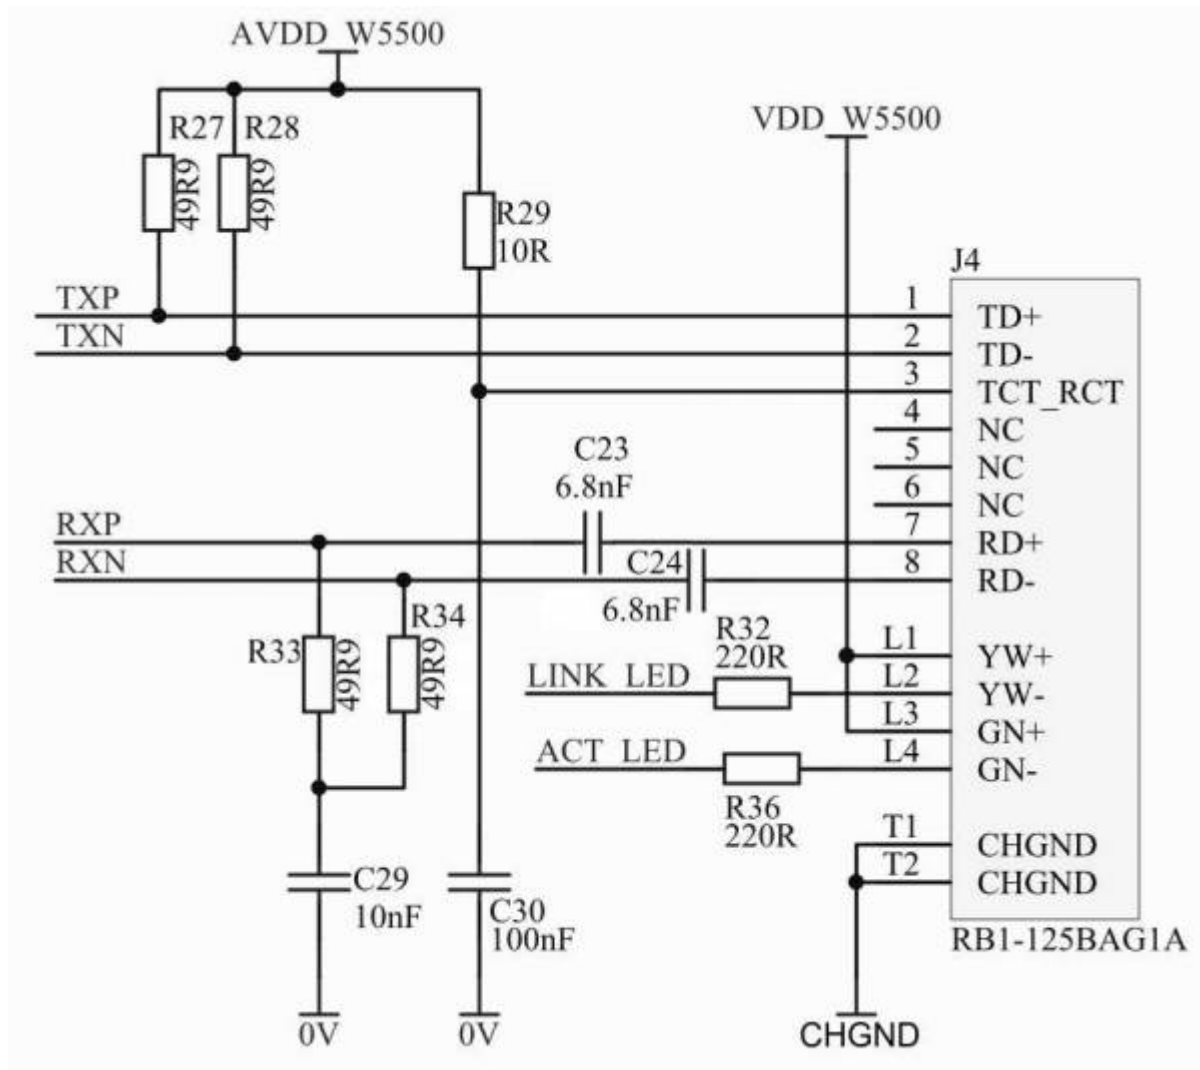 AVDD_W5500
VDD_W5500
R27
R28
49R9
49R9
R29
10R
J4
TXP
1
TD+
TXN
2
TD-
3
TCT_RCT
4
NC
5
NC
6
NC
C23
6.8nF
RXP
7
RD+
RXN
C24
8
RD-
6.8nF
R33
49R9
R34
49R9
R32
220R
L1
YW+
LINK_LED
L2
YW-
L3
GN+
ACT_LED
L4
GN-
R36
220R
T1
CHGND
T2
CHGND
C29
10nF
C30
100nF
RB1-125BAG1A
0V
0V
CHGND